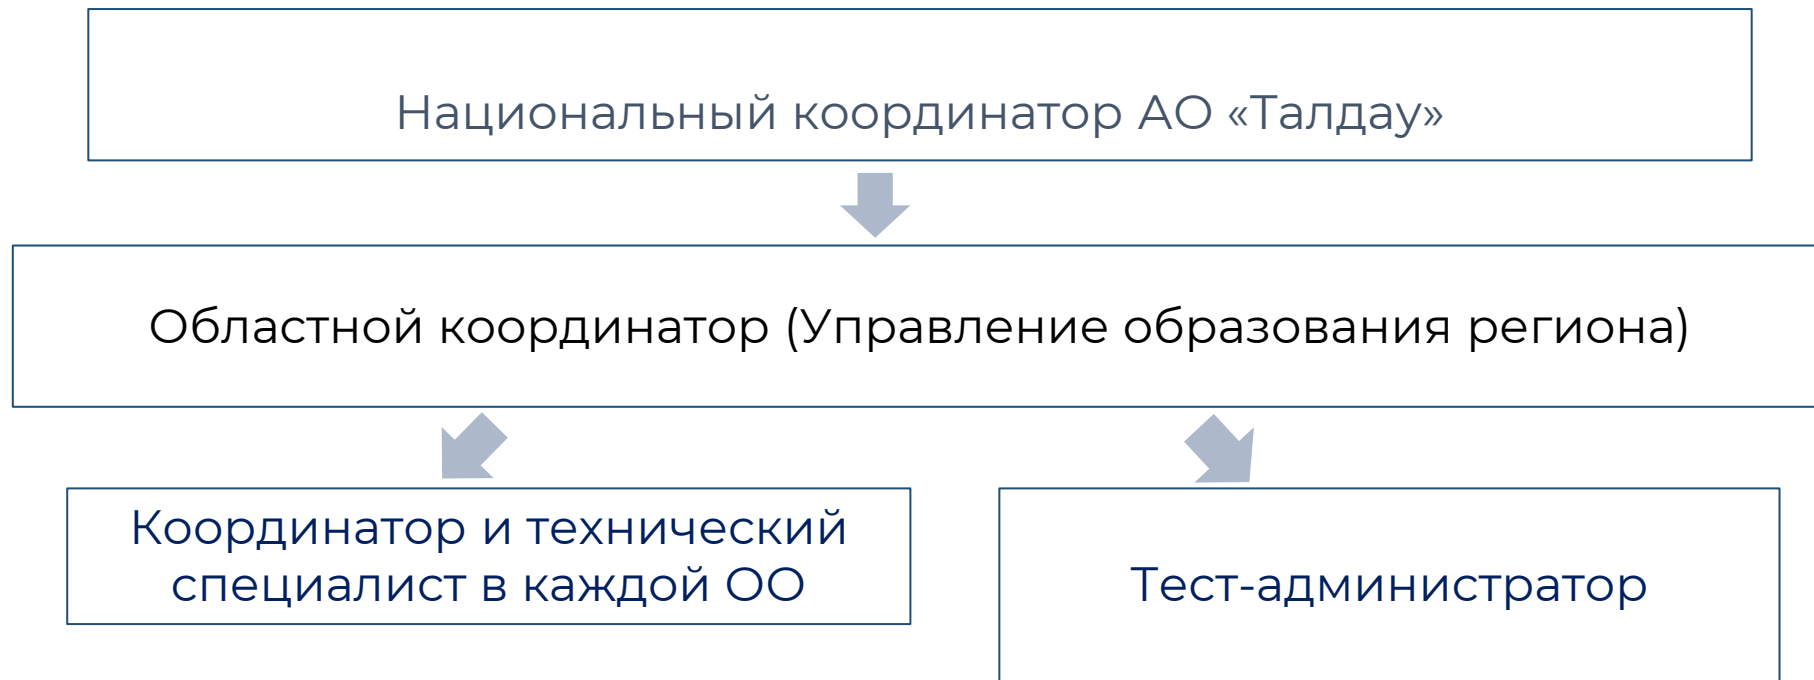 Национальный координатор АО «Талдау»
Областной координатор (Управление образования региона)
Координатор и технический
специалист в каждой ОО
Тест-администратор